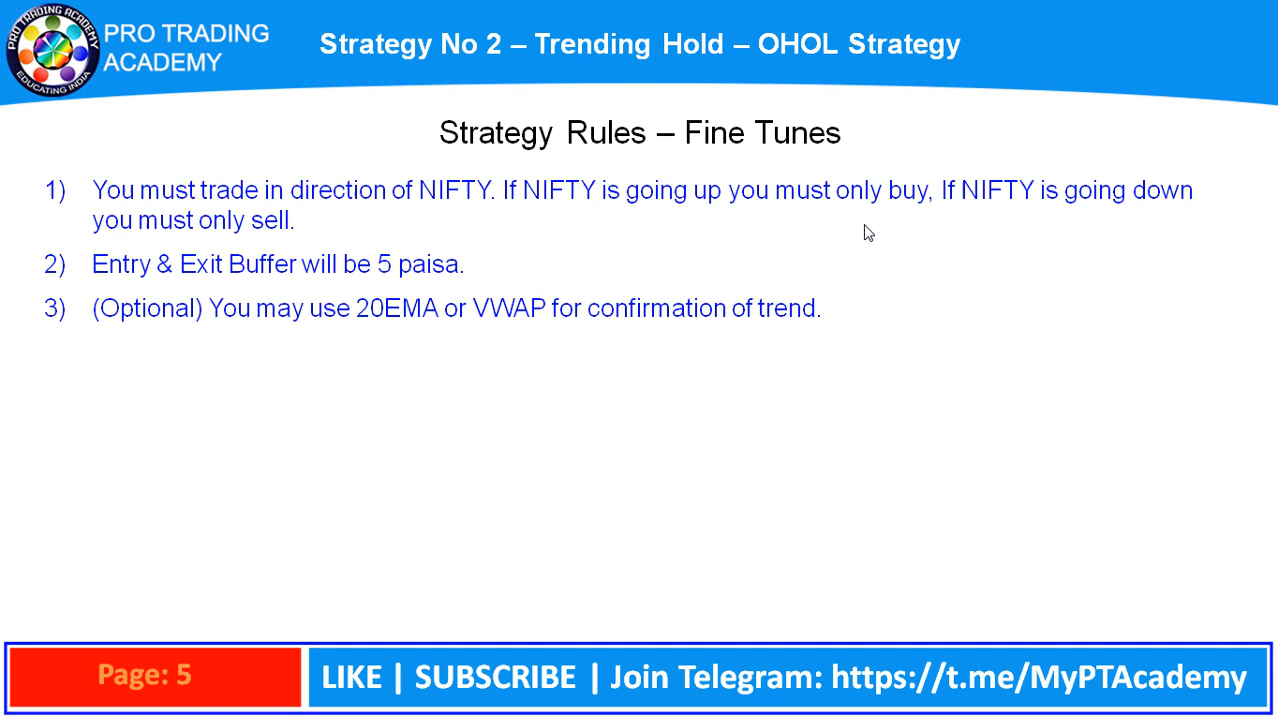 PRO TRADING ACADEMY
EDUCATING INDIA
PRO TRADING
ACADEMY
Strategy No 2 – Trending Hold – OHOL Strategy
Strategy Rules – Fine Tunes
1) You must trade in direction of NIFTY. If NIFTY is going up you must only buy, If NIFTY is going down
you must only sell.
2) Entry & Exit Buffer will be 5 paisa.
3) (Optional) You may use 20EMA or VWAP for confirmation of trend.
Page: 5
LIKE | SUBSCRIBE | Join Telegram: https://t.me/MyPTAcademy